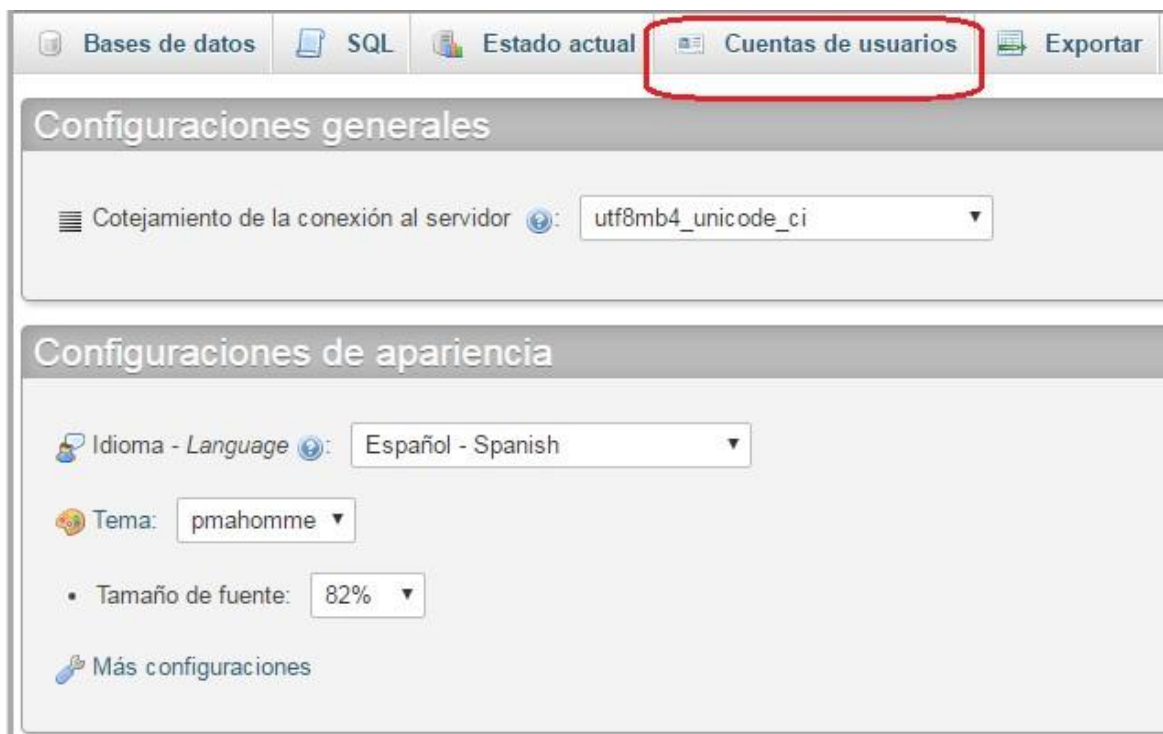 Bases de datos SQL Estado actual Cuentas de usuarios Exportar
Configuraciones generales
Cotejamiento de la conexión al servidor : utf8mb4_unicode_ci
Configuraciones de apariencia
Idioma - Language : Español - Spanish
Tema: pmahomme
• Tamaño de fuente: 82%
Más configuraciones